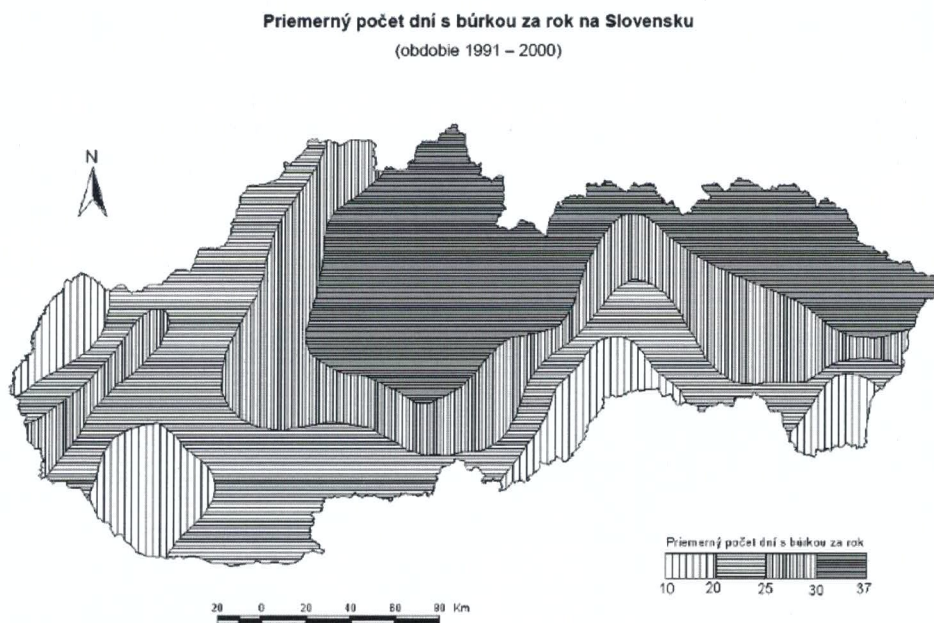 Priemerný počet dní s búrkou za rok na Slovensku
(obdobie 1991 – 2000)
N
Priemerný počet dní s búrkou za rok
10 20 25 30 37
20 0 20 40 60 80 Km